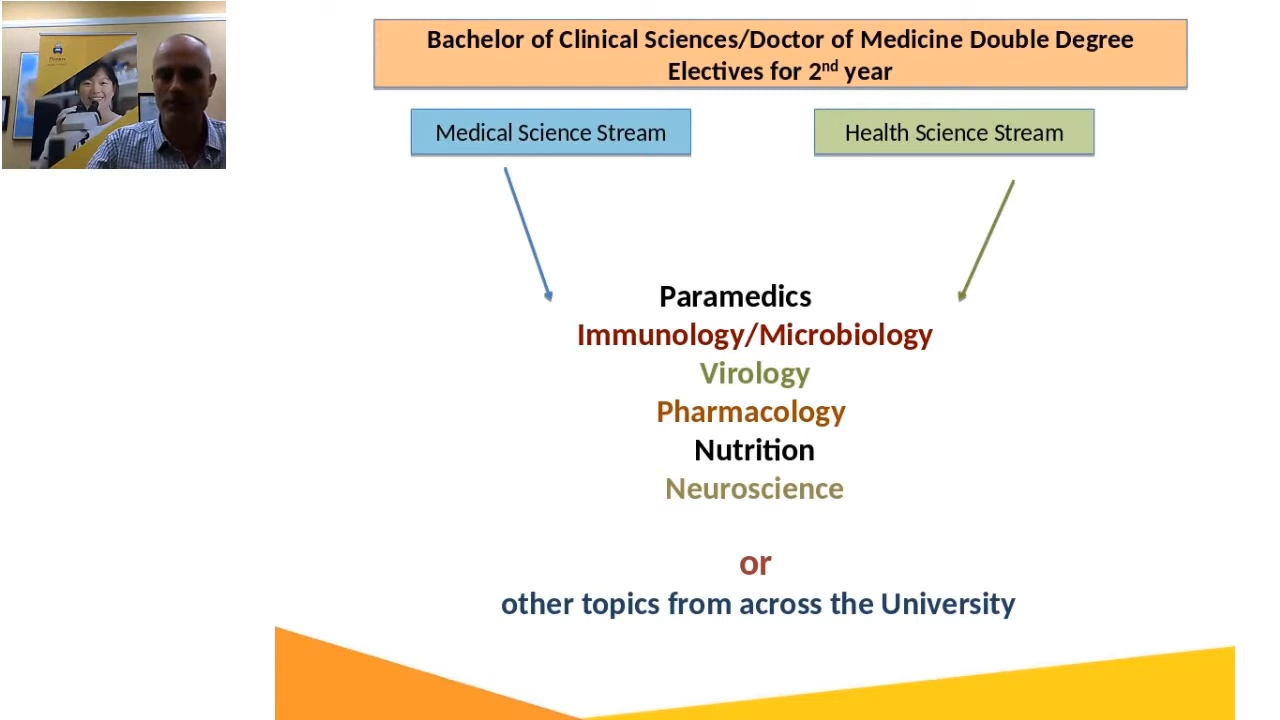 Bachelor of Clinical Sciences/Doctor of Medicine Double Degree
Electives for 2nd year
Medical Science Stream
Health Science Stream
Paramedics
Immunology/Microbiology
Virology
Pharmacology
Nutrition
Neuroscience
or
other topics from across the University